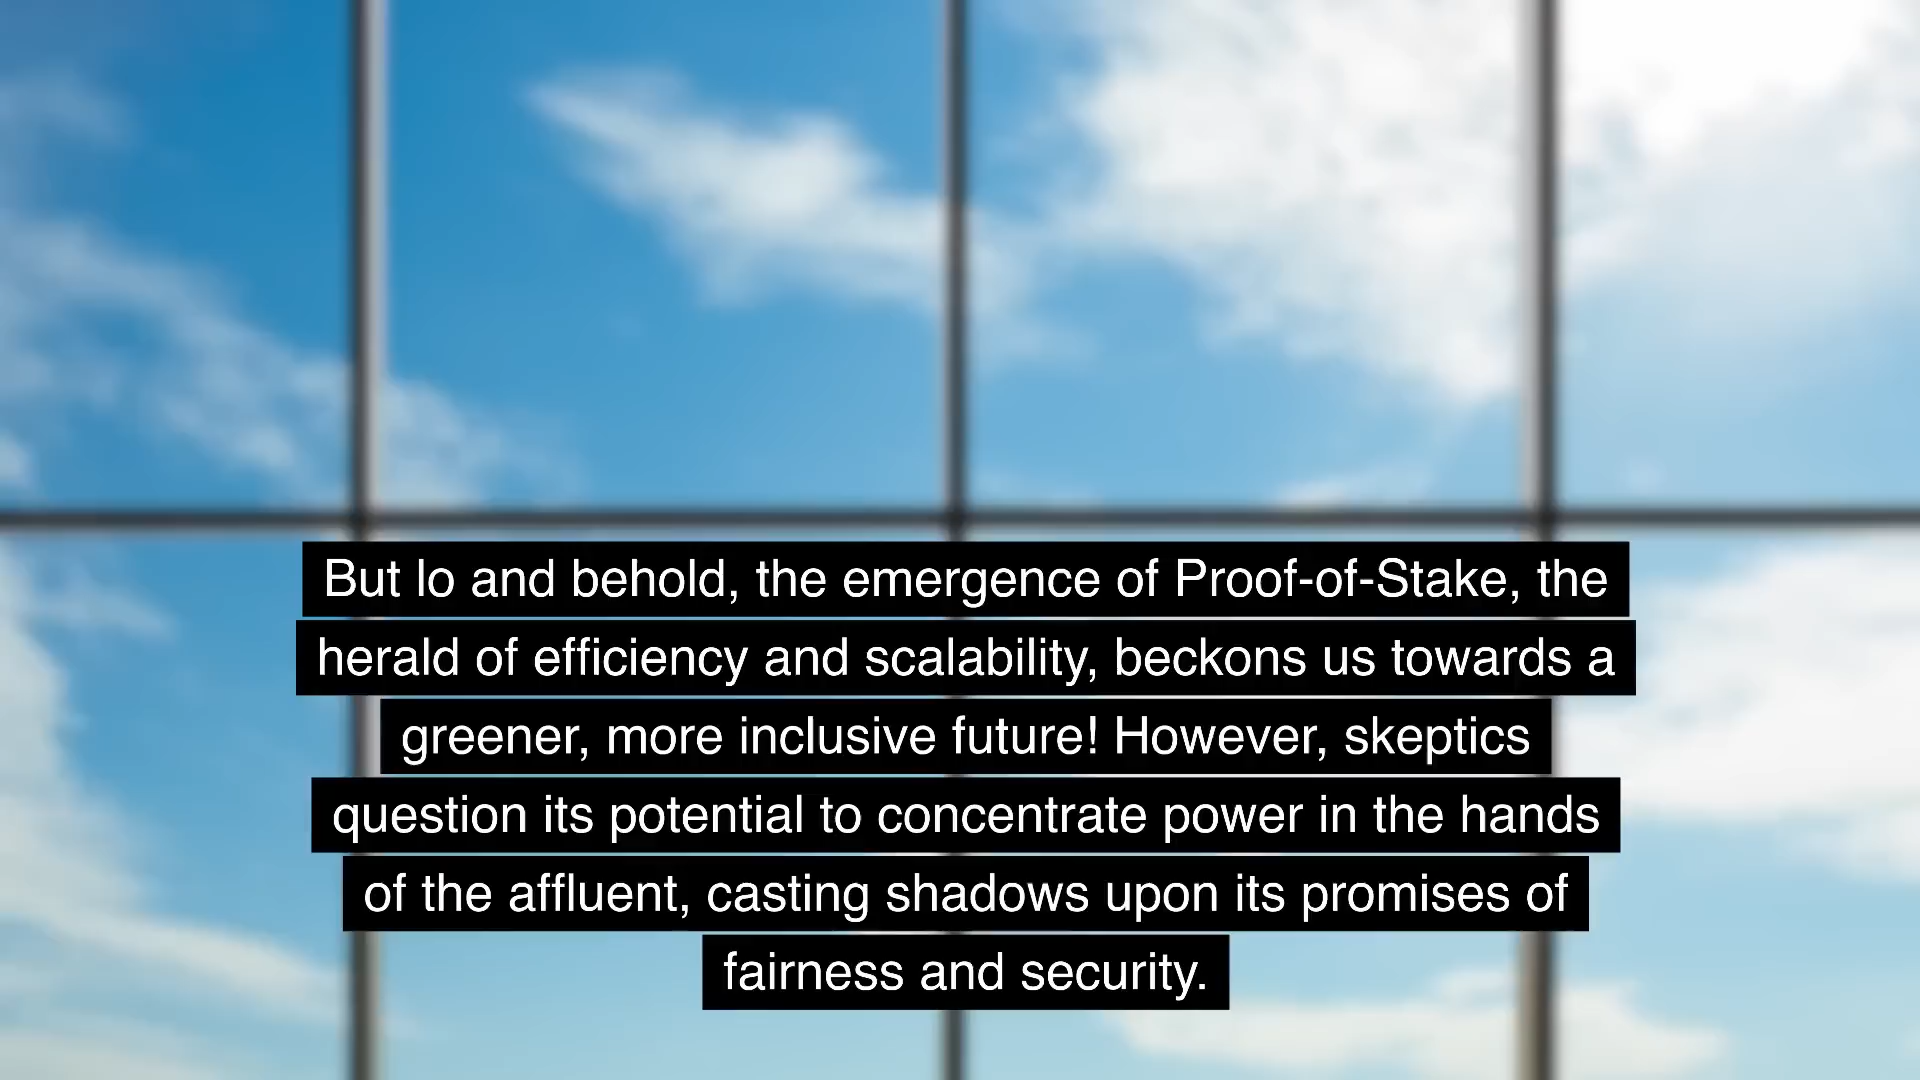 But lo and behold, the emergence of Proof-of-Stake, the
herald of efficiency and scalability, beckons us towards a
greener, more inclusive future! However, skeptics
question its potential to concentrate power in the hands
of the affluent, casting shadows upon its promises of
fairness and security.